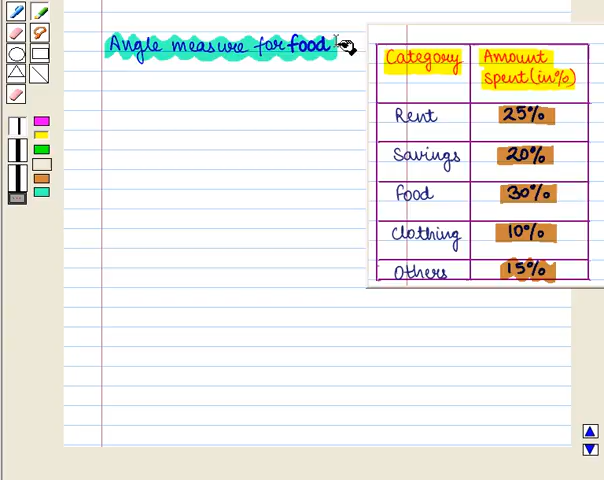 Angle measure for food
Category Amount spent (in%)
Rent 25%
Savings 20%
Food 30%
Clothing 10%
Others 15%